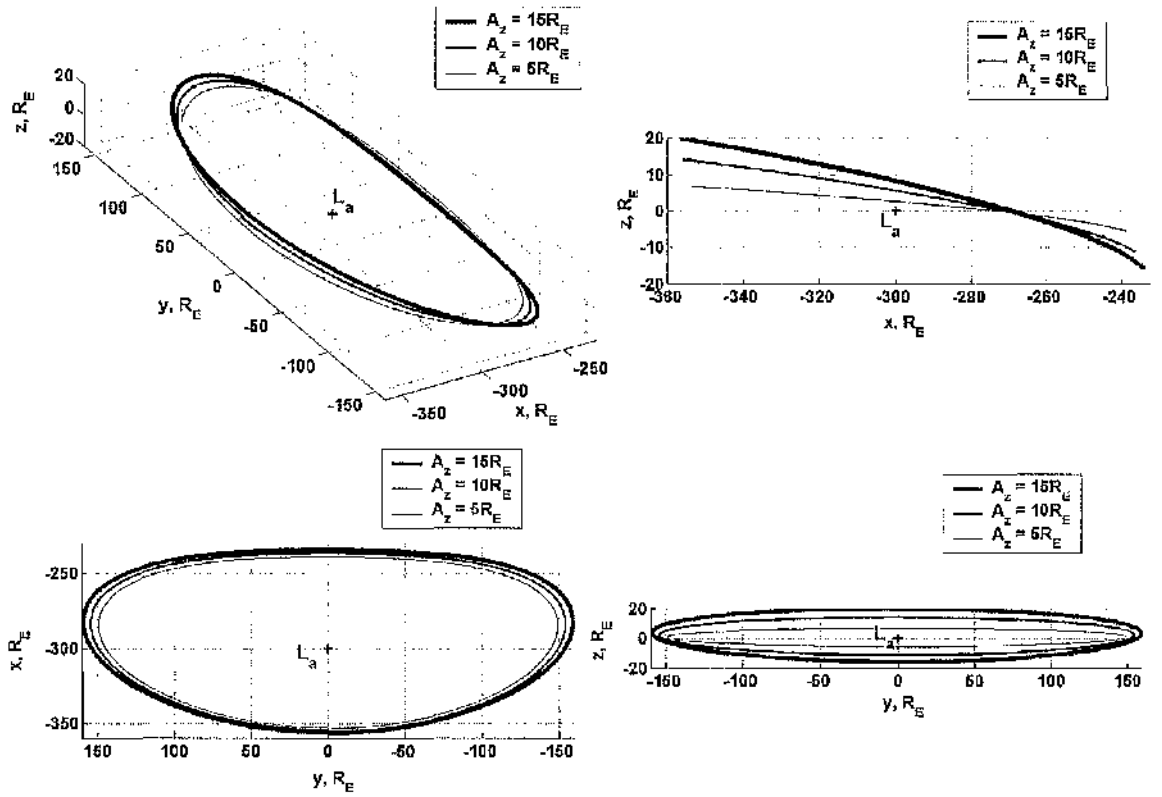 A_z = 15R_E
A_z = 10R_a
A_z = 5R_E
z, R_E
20
0
-20
150
100
50
0
-50
-100
-150
y, R_E
L_a
-350
-300
-250
x, R_E
A_z = 15R_E
A_z = 10R_E
A_z = 5R_E
z, R_E
20
10
0
-10
-20
L_a
-360
-340
-320
-300
-280
-260
-240
x, R_E
A_z = 15R_E
A_z = 10R_E
A_z = 5R_E
x, R_E
-250
-300
-350
L_a
150
100
50
0
-50
-100
-150
y, R_E
A_z = 15R_E
A_z = 10R_E
A_z = 5R_E
z, R_E
20
0
-20
L_a
-150
-100
-50
0
50
100
150
y, R_E